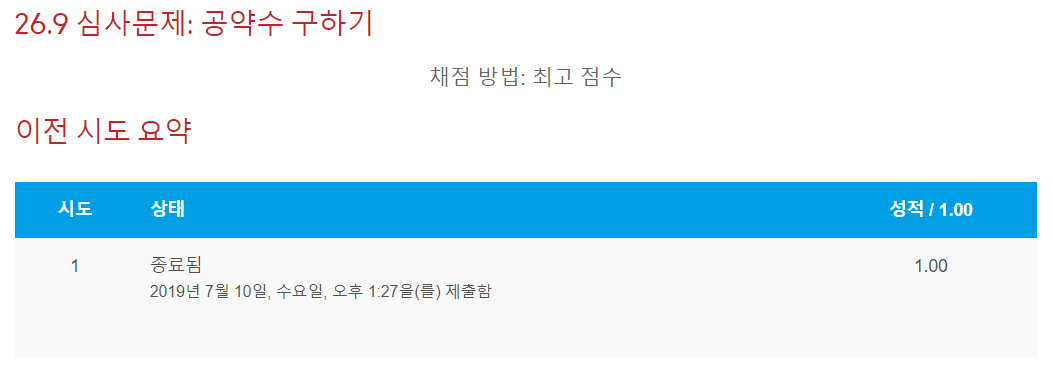 26.9 심사문제: 공약수 구하기
채점 방법: 최고 점수
이전 시도 요약
시도 상태 성적 / 1.00
1 종료됨 1.00
2019년 7월 10일, 수요일, 오후 1:27을(를) 제출함